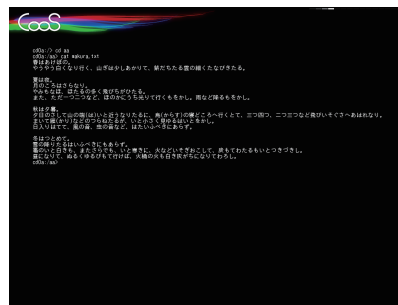 CooS
cd0a:/> cd aa
cd0a:/aa> cat makura.txt
春はあけぼの。
やうやう白くなり行く、山ぎは少しあかりて、紫だちたる雲の細くたなびきたる。
夏は夜。
月のころはさらなり。
やみもなほ、ほたるの多く飛びちがひたる。
また、ただ一つ二つなど、ほのかにうち光りて行くもをかし。雨など降るもをかし。
秋は夕暮。
夕日のさして山の端(は)いと近うなりたるに、烏(からす)の寝どころへ行くとて、三つ四つ、二つ三つなど飛びいそぐさへあはれなり。
まいて雁(かり)などのつらねたるが、いと小さく見ゆるはいとをかし。
日入りはてて、風の音、虫の音など、はたいふべきにあらず。
冬はつとめて。
雪の降りたるはいふべきにもあらず。
霜のいと白きも、またさらでも、いと寒きに、火などいそぎおこして、炭もてわたるもいとつきづきし。
昼になりて、ぬるくゆるびもて行けば、火桶の火も白き灰がちになりてわろし。
cd0a:/aa>